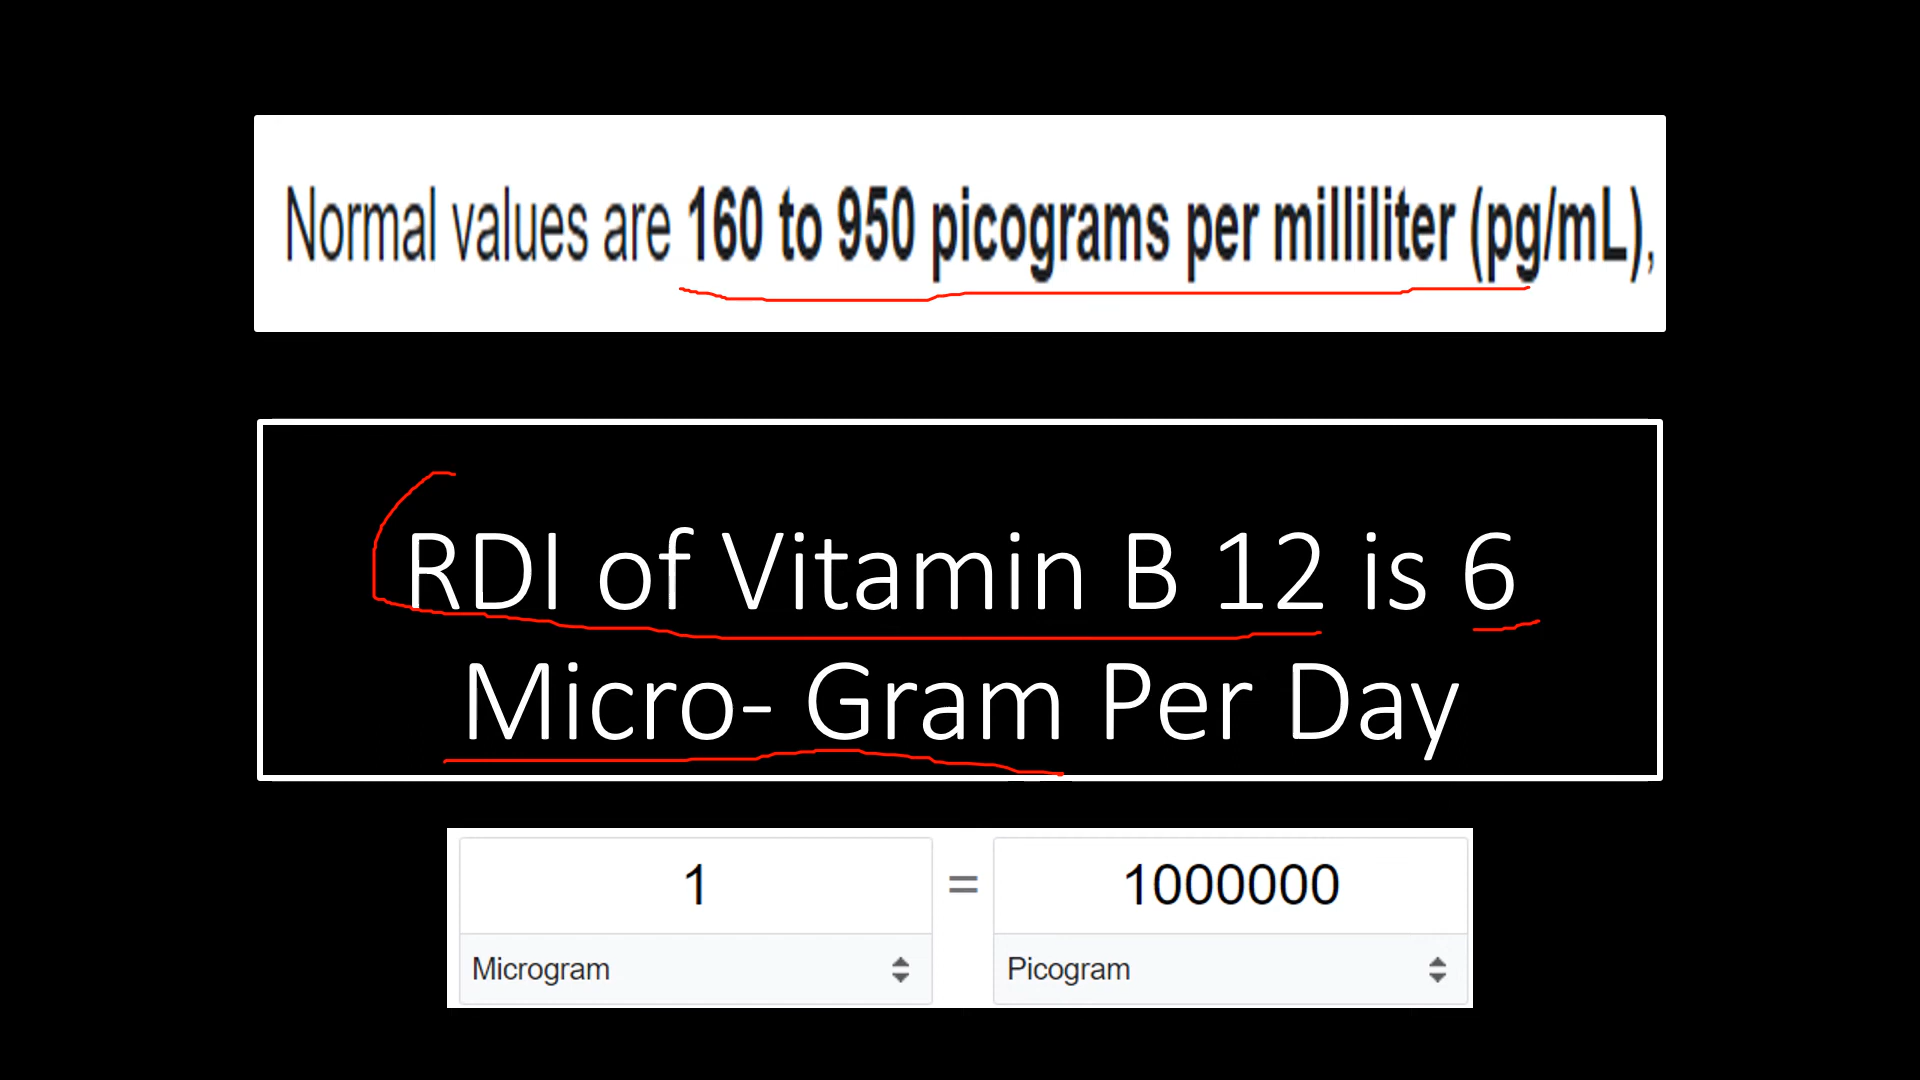 Normal values are 160 to 950 picograms per milliliter (pg/mL),
RDI of Vitamin B 12 is 6
Micro- Gram Per Day
1 = 1000000
Microgram Picogram